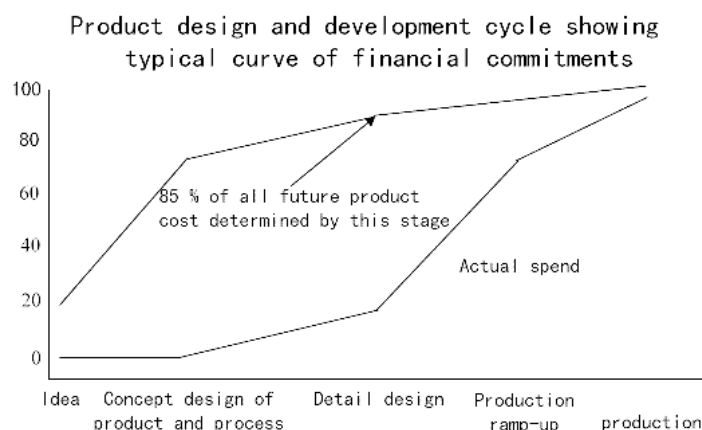 Product design and development cycle showing
typical curve of financial commitments
100
80
60
40
20
0
85 % of all future product
cost determined by this stage
Actual spend
Idea
Concept design of
product and process
Detail design
Production
ramp-up
production